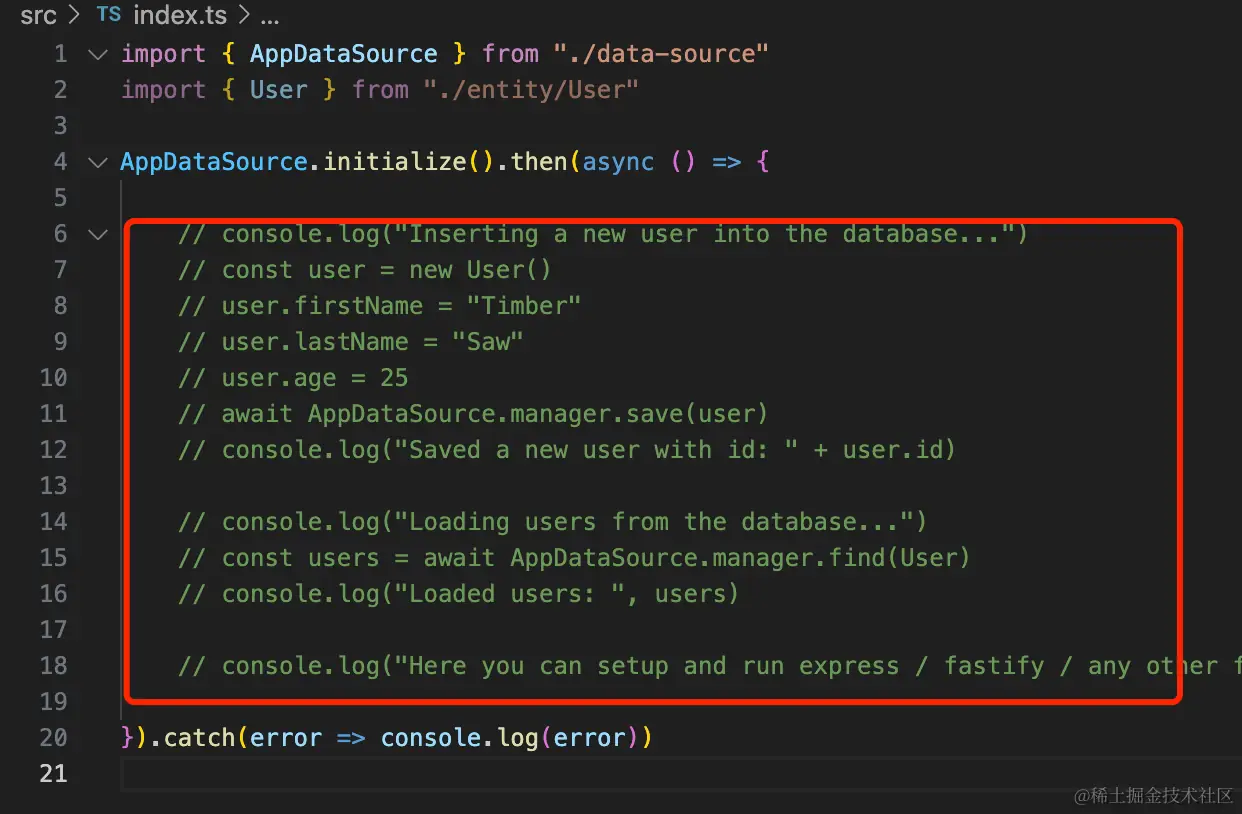 src > TS index.ts > ...
1 import { AppDataSource } from "./data-source"
2 import { User } from "./entity/User"
3
4 AppDataSource.initialize().then(async () => {
5
6 // console.log("Inserting a new user into the database...")
7 // const user = new User()
8 // user.firstName = "Timber"
9 // user.lastName = "Saw"
10 // user.age = 25
11 // await AppDataSource.manager.save(user)
12 // console.log("Saved a new user with id: " + user.id)
13
14 // console.log("Loading users from the database...")
15 // const users = await AppDataSource.manager.find(User)
16 // console.log("Loaded users: ", users)
17
18 // console.log("Here you can setup and run express / fastify / any other
19
20 }).catch(error => console.log(error))
21
@稀土掘金技术社区